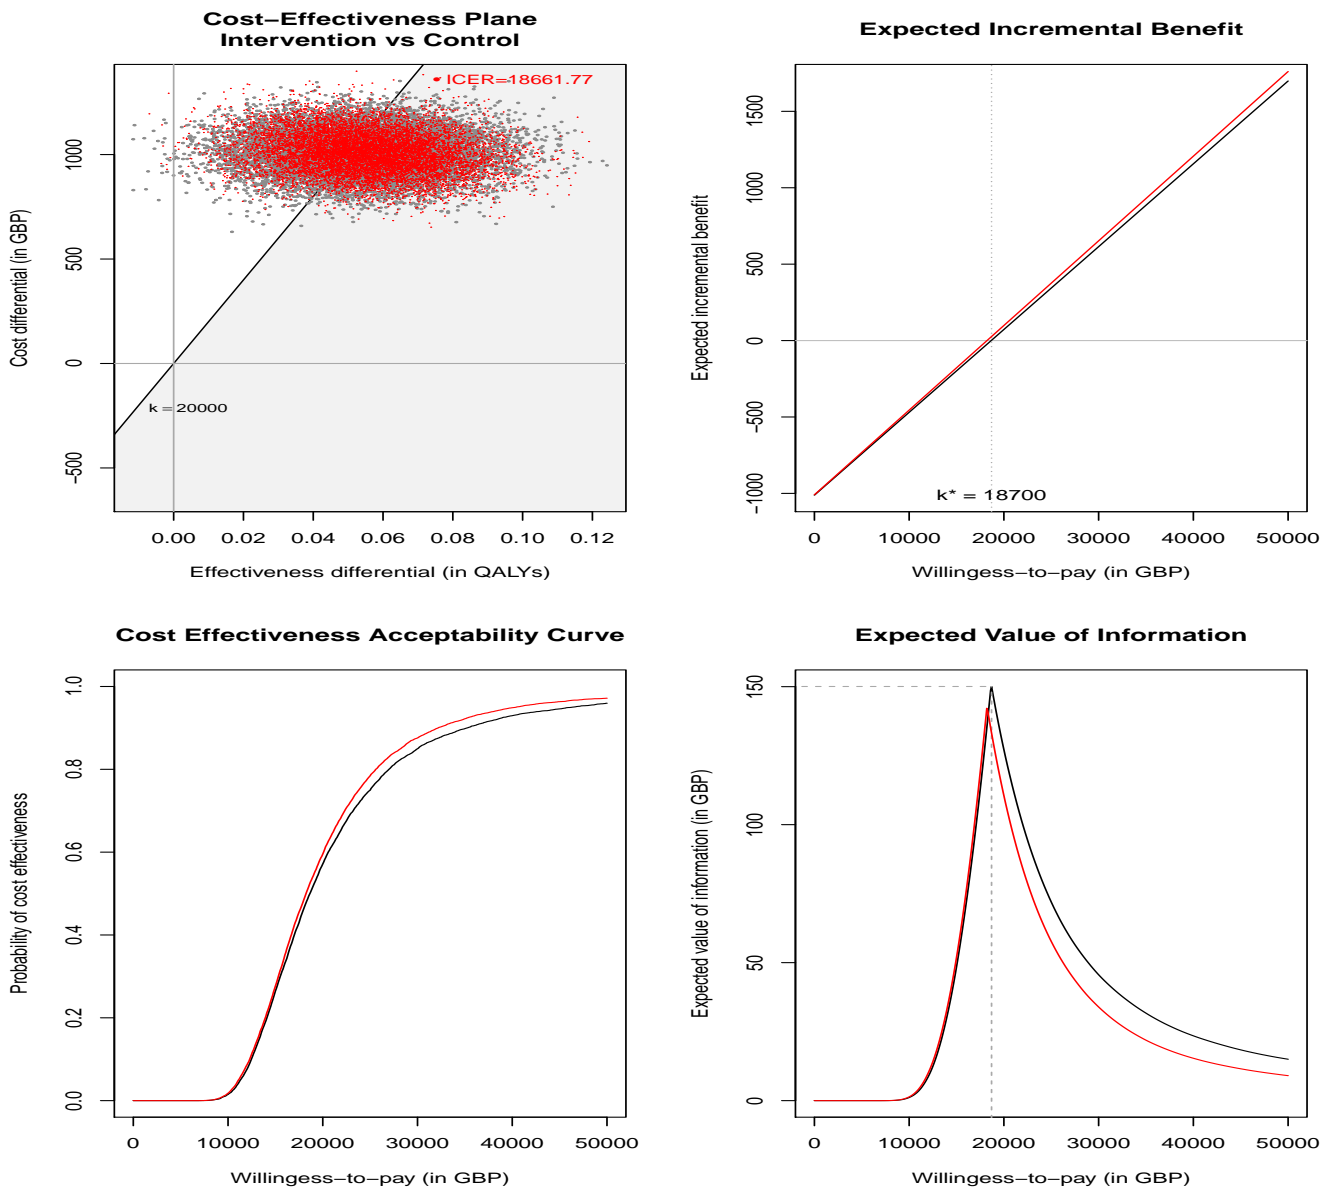 Cost−Effectiveness Plane
Intervention vs Control
ICER=18661.77
1000
500
0
−500
Cost differential (in GBP)
k = 20000
0.00 0.02 0.04 0.06 0.08 0.10 0.12
Effectiveness differential (in QALYs)
Expected Incremental Benefit
1500
1000
500
0
−500
−1000
Expected incremental benefit
k* = 18700
0 10000 20000 30000 40000 50000
Willingess−to−pay (in GBP)
Cost Effectiveness Acceptability Curve
1.0
0.8
0.6
0.4
0.2
0.0
Probability of cost effectiveness
0 10000 20000 30000 40000 50000
Willingess−to−pay (in GBP)
Expected Value of Information
150
100
50
0
Expected value of information (in GBP)
0 10000 20000 30000 40000 50000
Willingess−to−pay (in GBP)